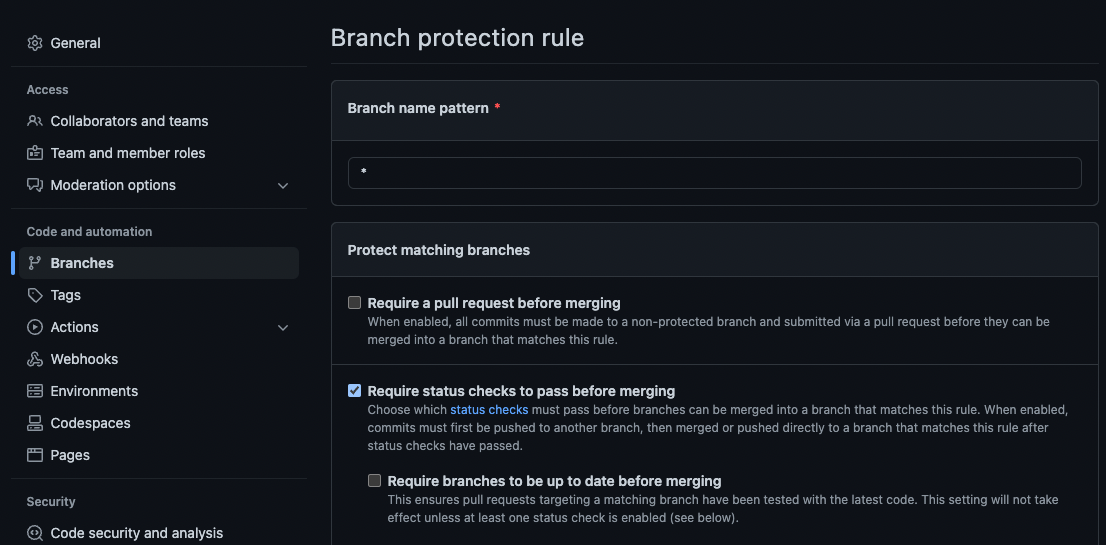 General
Access
Collaborators and teams
Team and member roles
Moderation options
Code and automation
Branches
Tags
Actions
Webhooks
Environments
Codespaces
Pages
Security
Code security and analysis
Branch protection rule
Branch name pattern *
*
Protect matching branches
Require a pull request before merging
When enabled, all commits must be made to a non-protected branch and submitted via a pull request before they can be
merged into a branch that matches this rule.
Require status checks to pass before merging
Choose which status checks must pass before branches can be merged into a branch that matches this rule. When enabled,
commits must first be pushed to another branch, then merged or pushed directly to a branch that matches this rule after
status checks have passed.
Require branches to be up to date before merging
This ensures pull requests targeting a matching branch have been tested with the latest code. This setting will not take
effect unless at least one status check is enabled (see below).